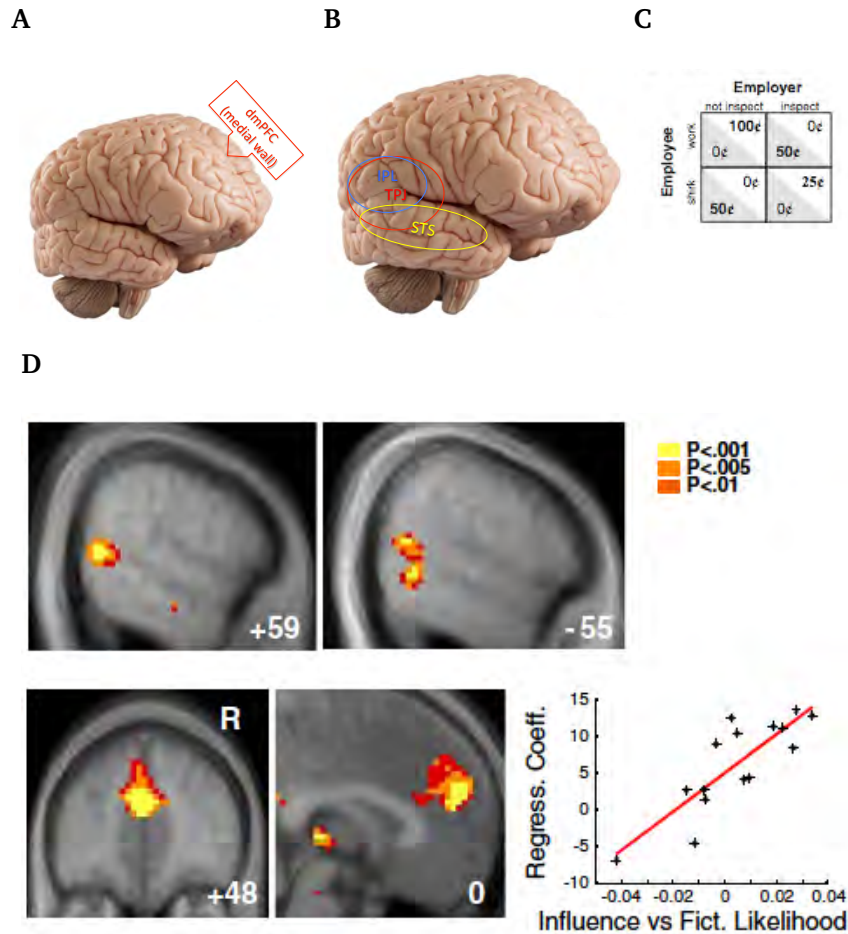 A
B
C
dmPFC
(medial wall)
IPL
TPJ
STS
Employer
not inspect inspect
Employee
work
100¢ 0¢
0¢ 50¢
shirk
0¢ 25¢
50¢ 0¢
D
P<.001
P<.005
P<.01
+59
-55
R
+48
0
Regress. Coeff.
15
10
5
0
-5
-10
-0.04 -0.02 0 0.02 0.04
Influence vs Fict. Likelihood